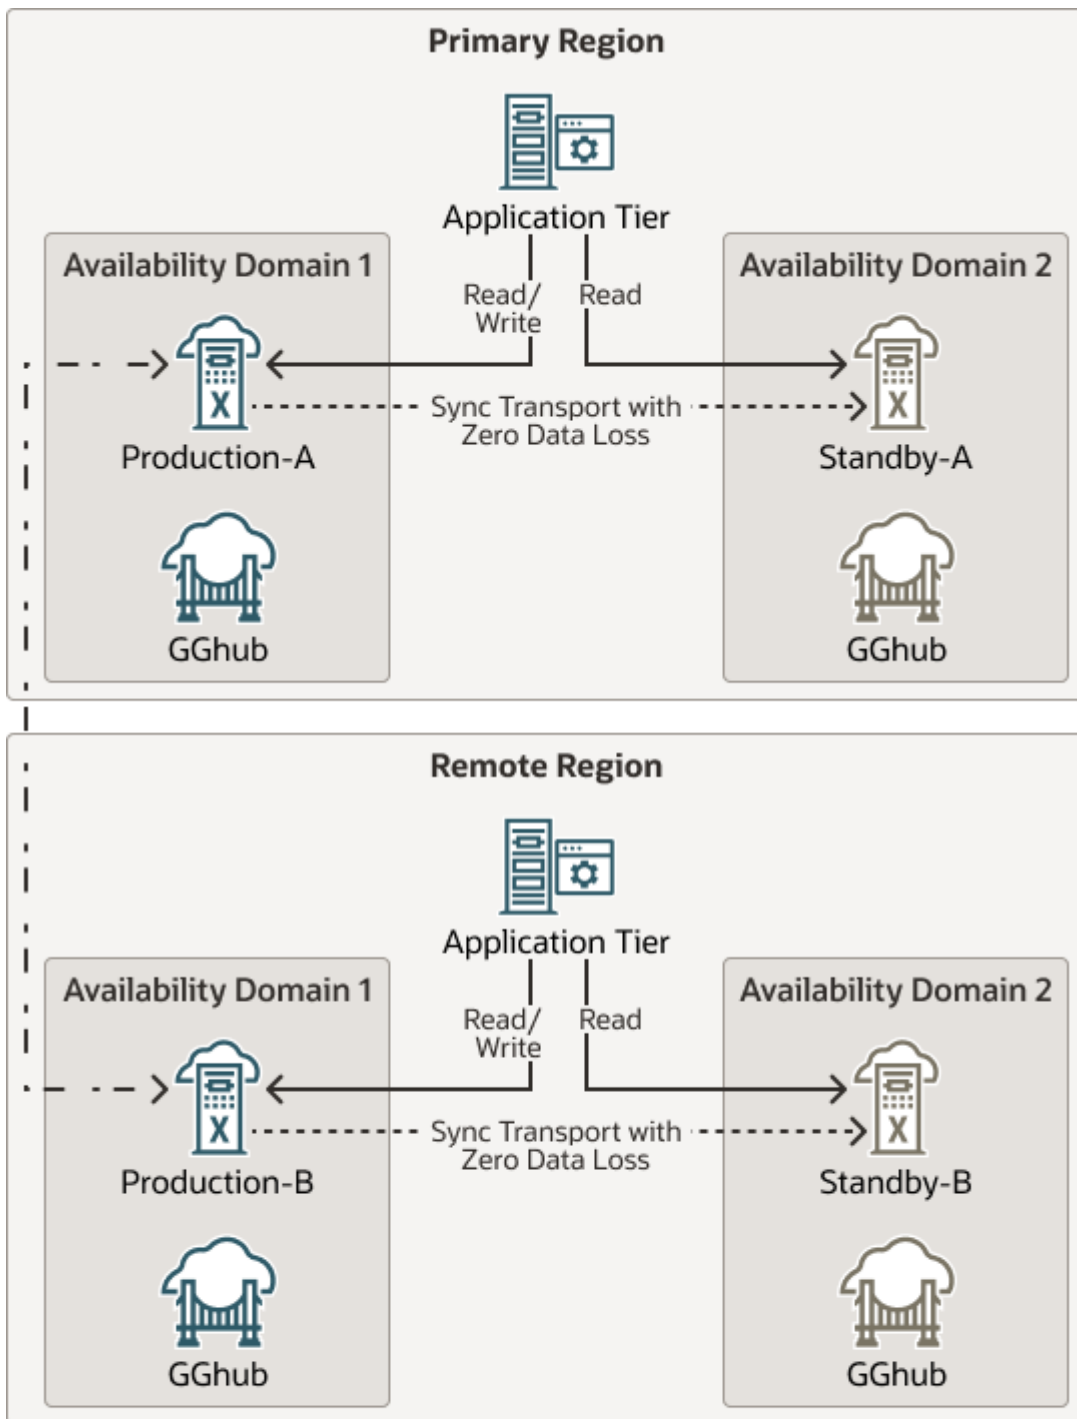 Primary Region
Application Tier
Availability Domain 1
Availability Domain 2
Read/
Write
Read
Sync Transport with
Zero Data Loss
X
X
Production-A
Standby-A
GGhub
GGhub
Remote Region
Application Tier
Availability Domain 1
Availability Domain 2
Read/
Write
Read
Sync Transport with
Zero Data Loss
X
X
Production-B
Standby-B
GGhub
GGhub